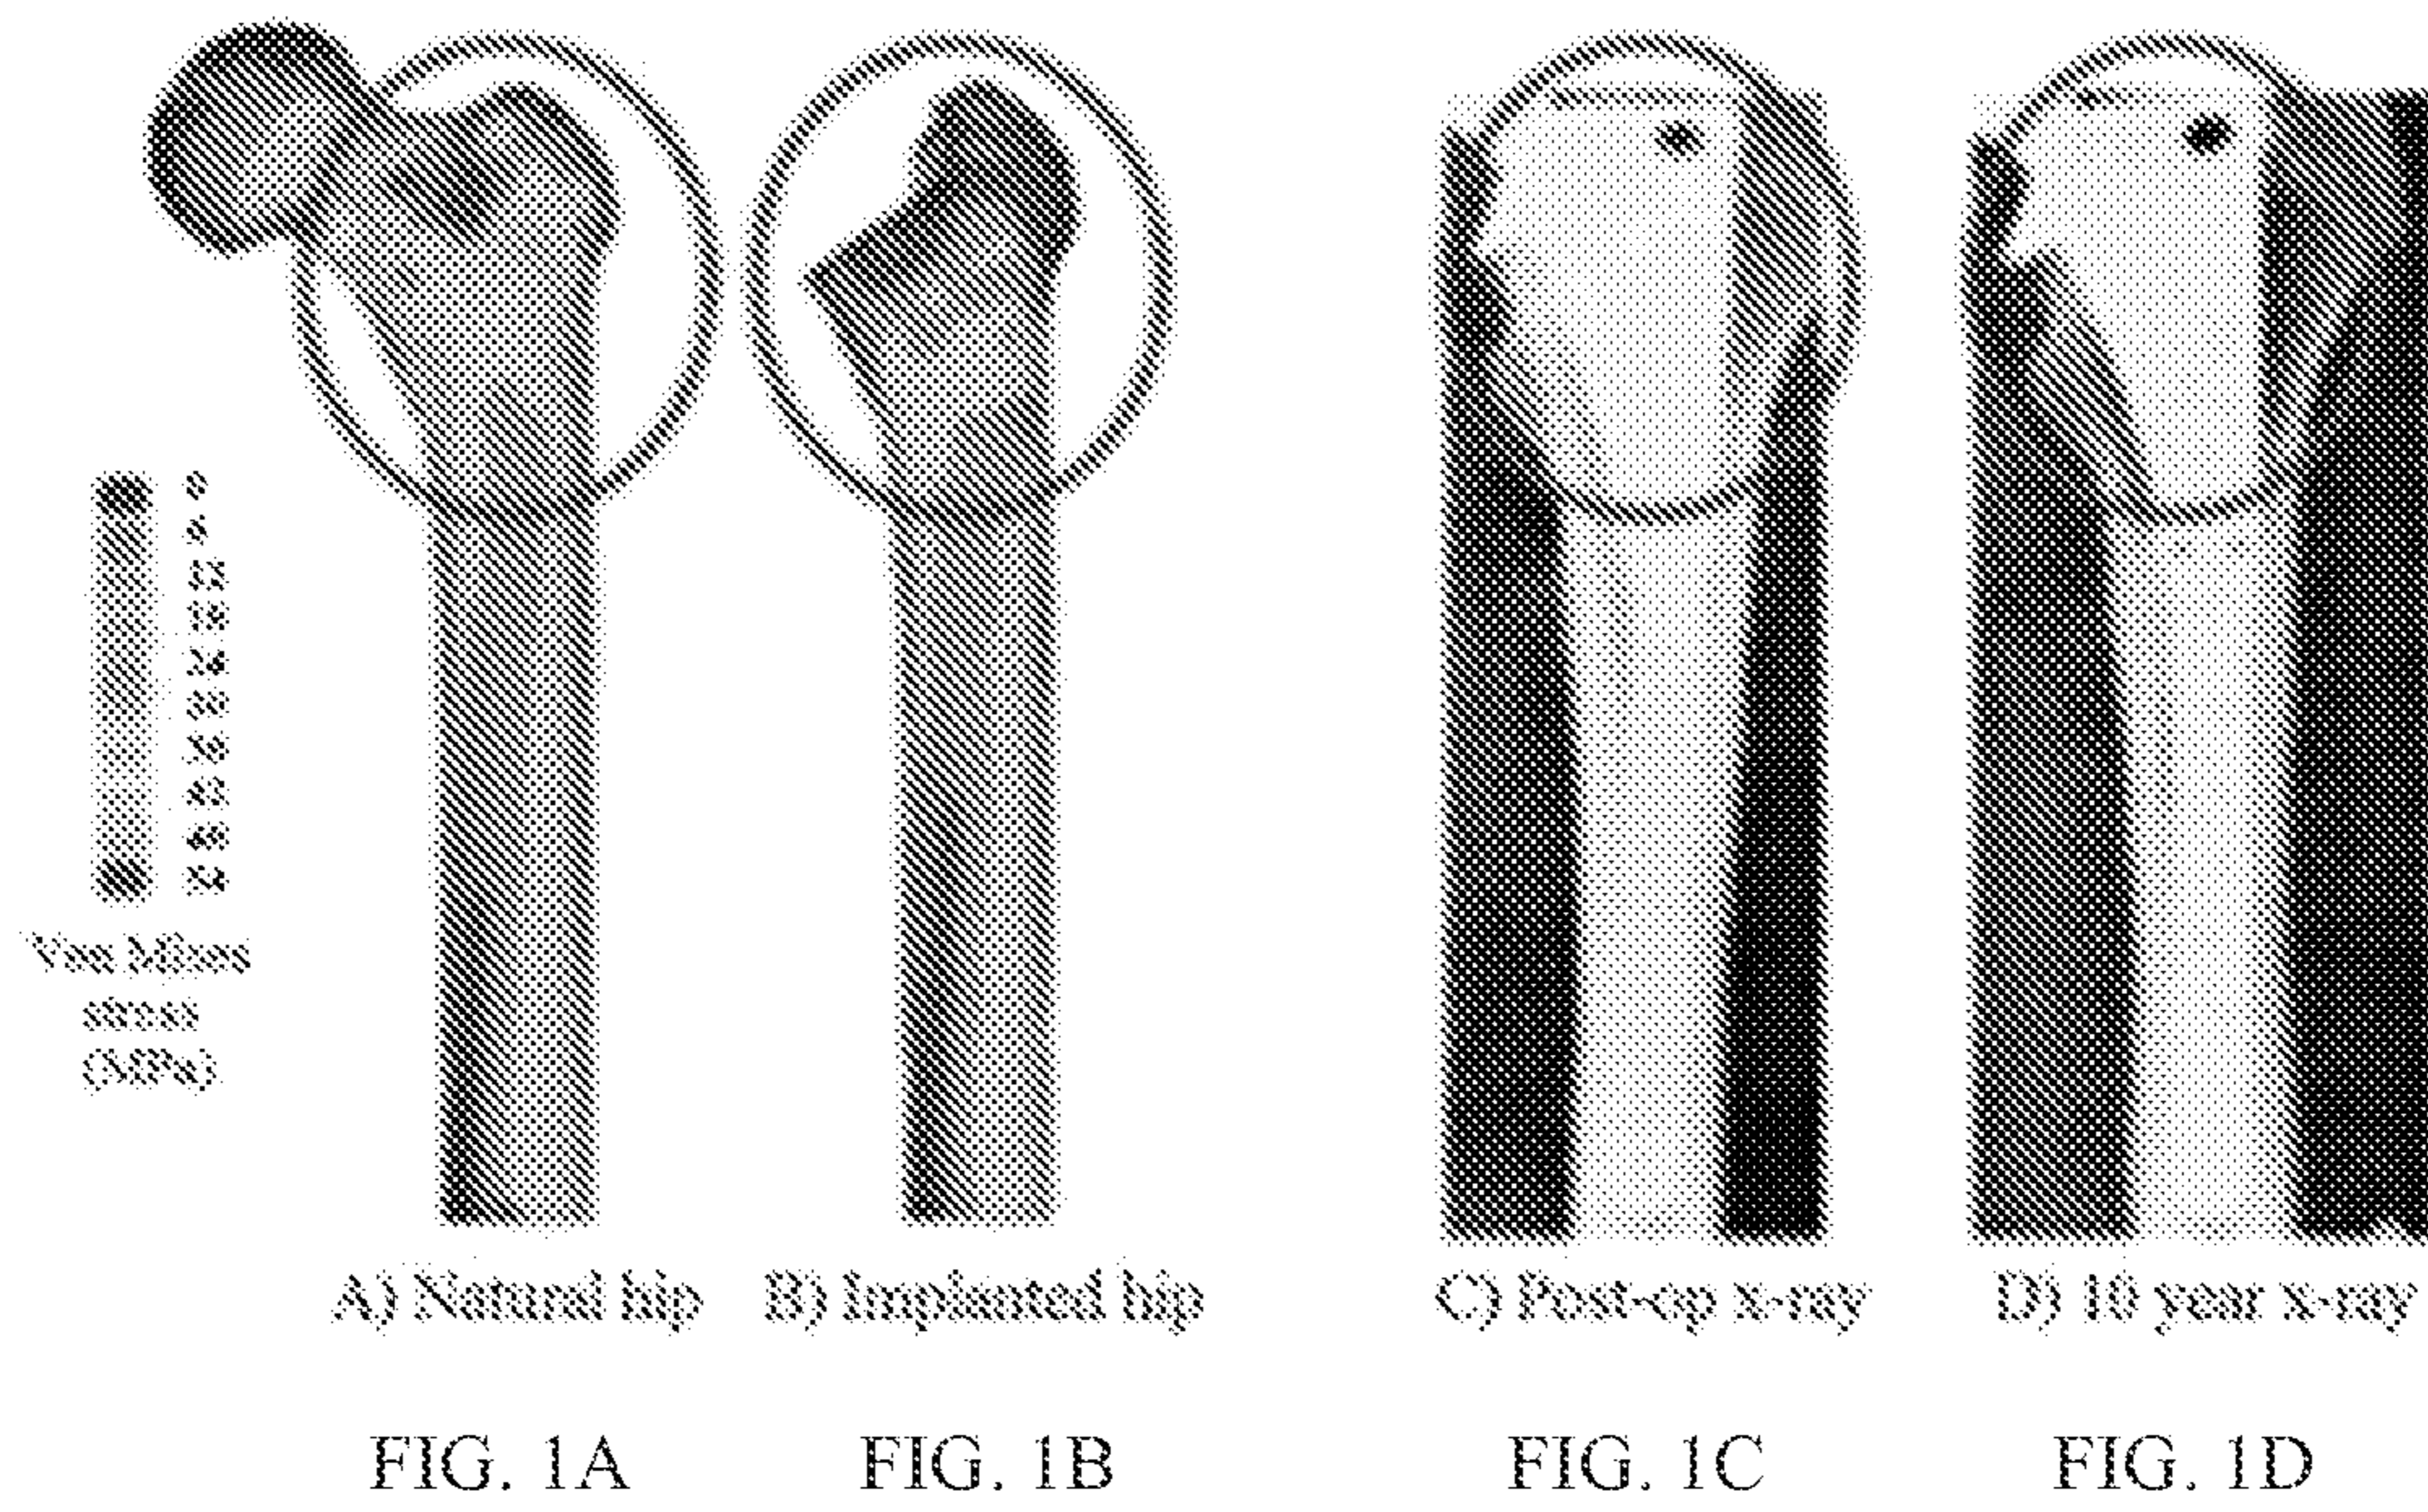 0
6
12
18
24
30
36
42
48
54
Von Mises
stress
(MPa)
A) Natural hip
B) Implanted hip
C) Post-op x-ray
D) 10 year x-ray
FIG. 1A
FIG. 1B
FIG. 1C
FIG. 1D